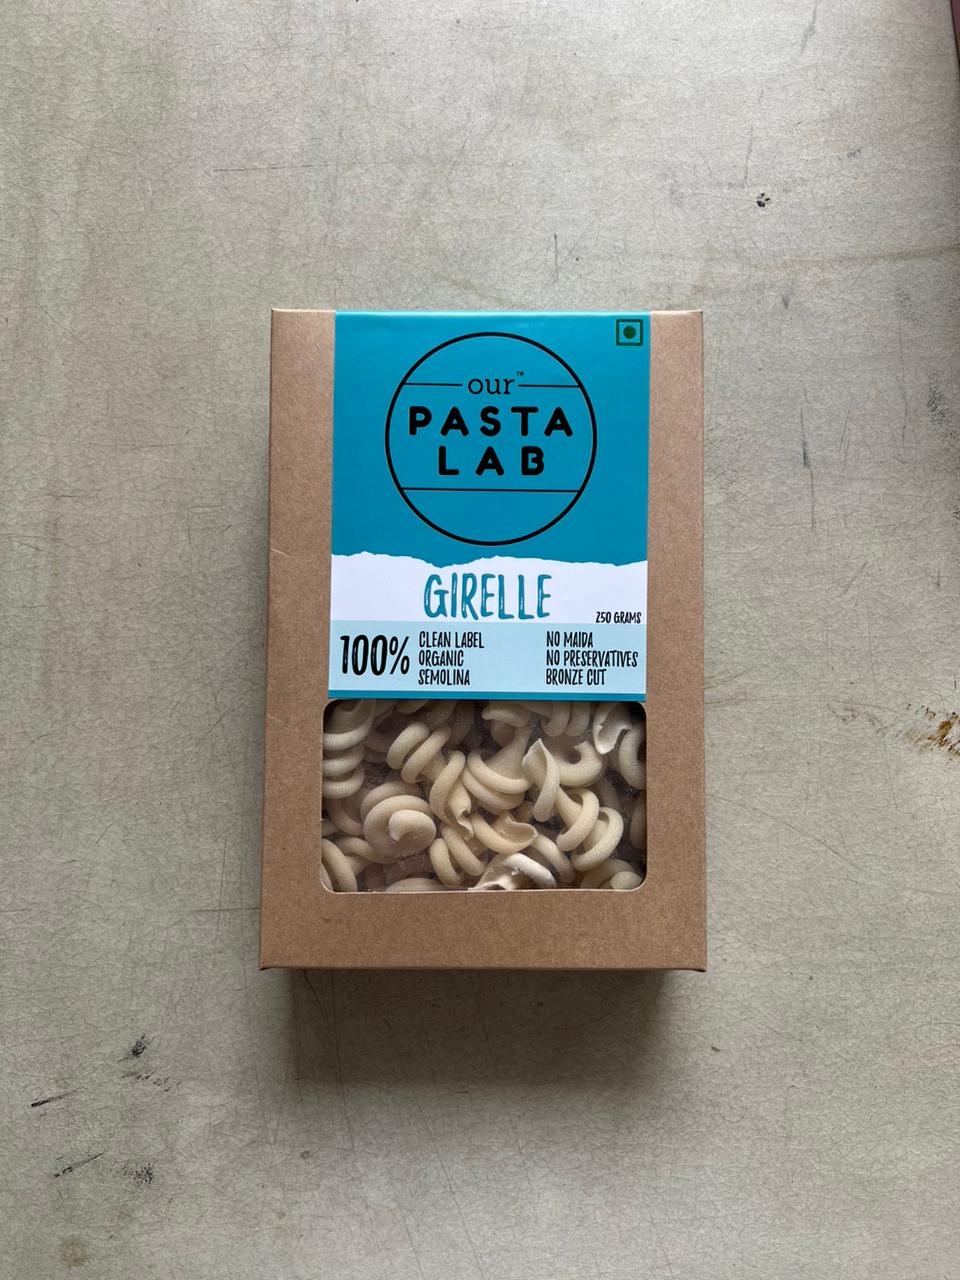 our™
PASTA
LAB
GIRELLE
250 GRAMS
100%
CLEAN LABEL
ORGANIC
SEMOLINA
NO MAIDA
NO PRESERVATIVES
BRONZE CUT